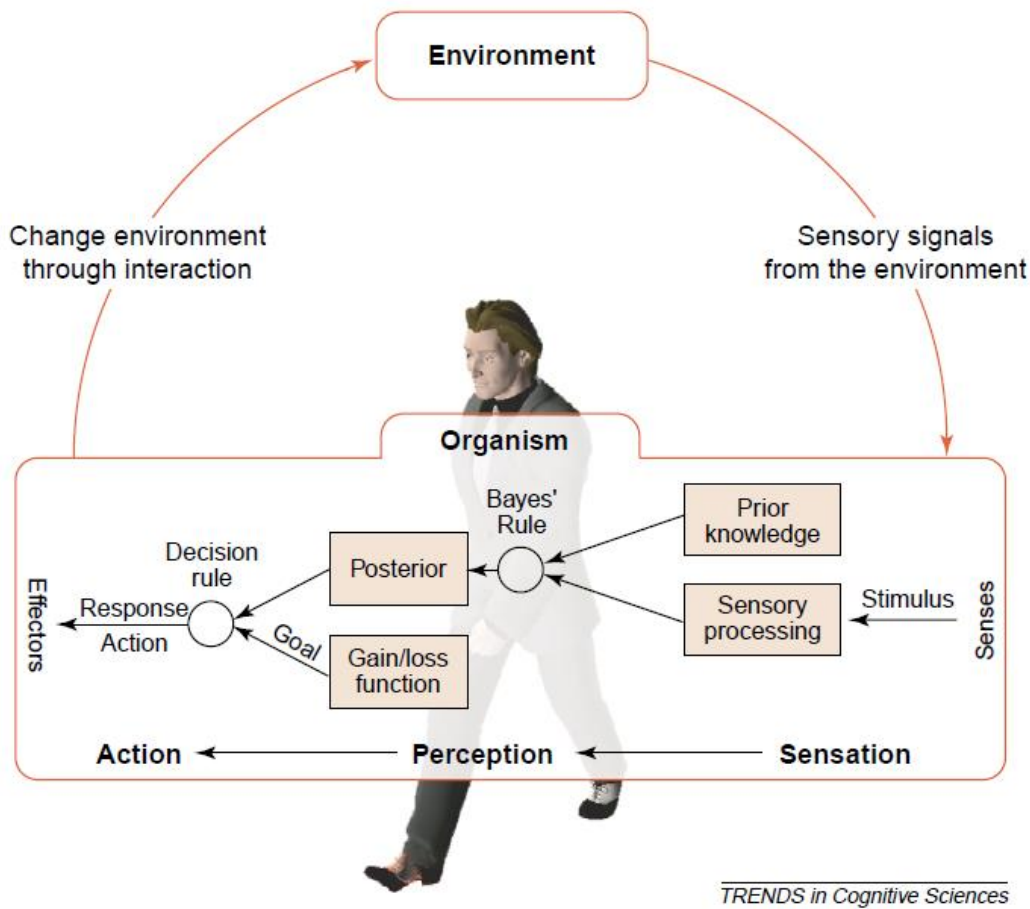 Environment
Change environment
through interaction
Sensory signals
from the environment
Organism
Bayes'
Rule
Prior
knowledge
Decision
rule
Posterior
Effectors
Response
Action
Goal
Gain/loss
function
Sensory
processing
Stimulus
Senses
Action
Perception
Sensation
TRENDS in Cognitive Sciences